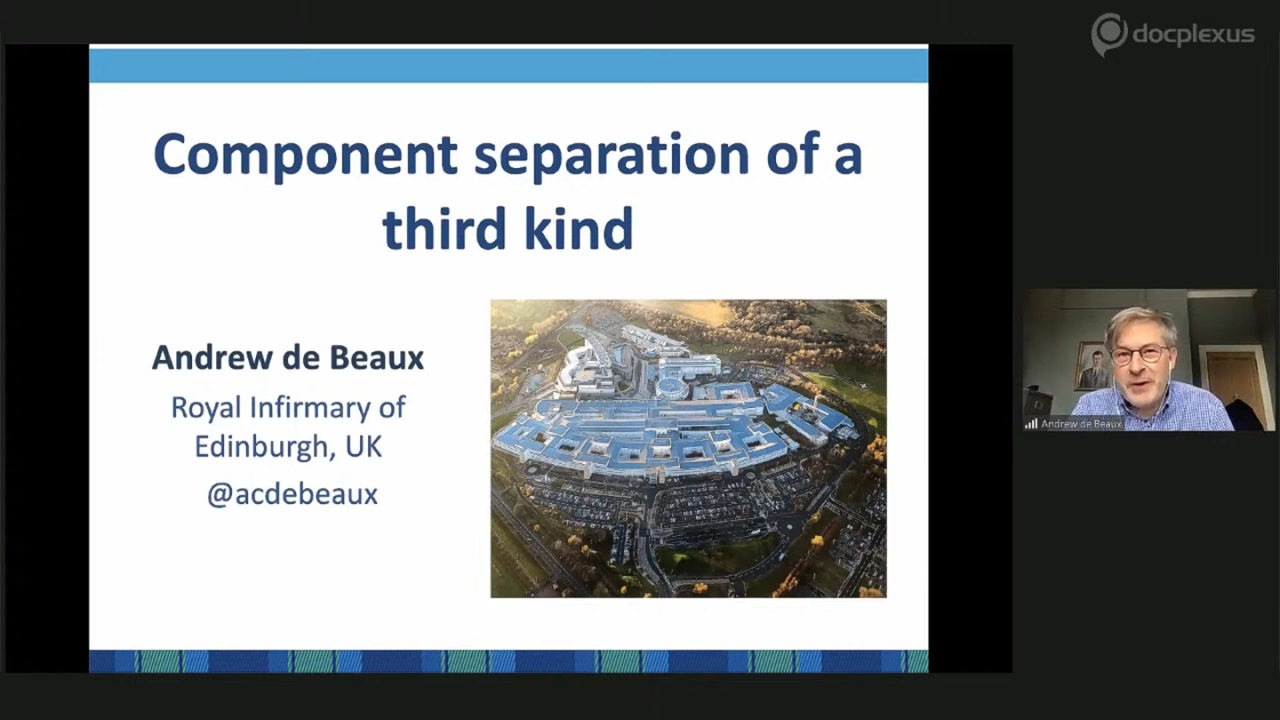 docplexus
Component separation of a
third kind
Andrew de Beaux
Royal Infirmary of
Edinburgh, UK
@acdebeaux
Andrew de Beaux